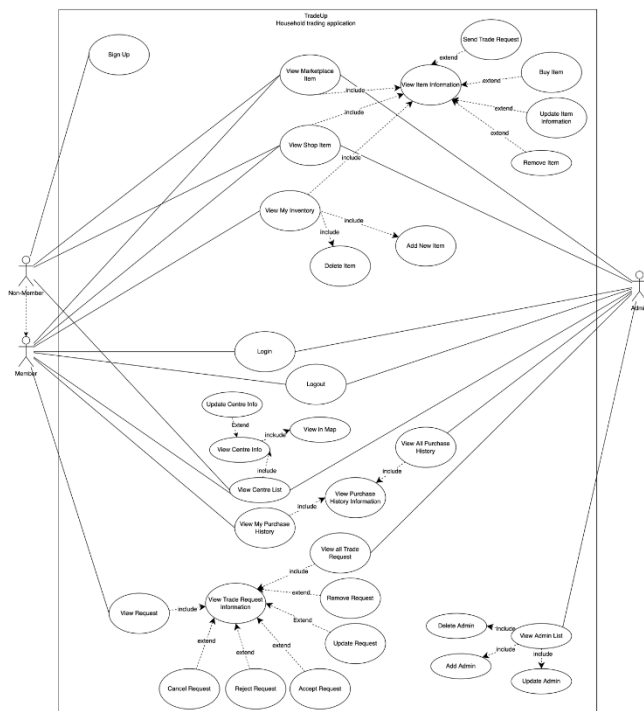 TradeUp
Household trading application
Sign Up
Send Trade Request
extend
View Marketplace
Item
include
View Item Information
extend
Buy Item
include
extend
Update Item
Information
View Shop Item
extend
include
Remove Item
View My Inventory
include
Add New Item
include
Delete Item
Non-Member
Admin
Member
Login
Logout
Update Centre Info
Extend
View In Map
include
View Centre Info
include
View All Purchase
History
include
View Centre List
View Purchase
History Information
include
View My Purchase
History
View all Trade
Request
include
View Trade Request
Information
extend
Remove Request
View Request
include
Extend
Update Request
extend
extend
extend
Cancel Request
Reject Request
Accept Request
Delete Admin
include
View Admin List
include
include
Add Admin
Update Admin